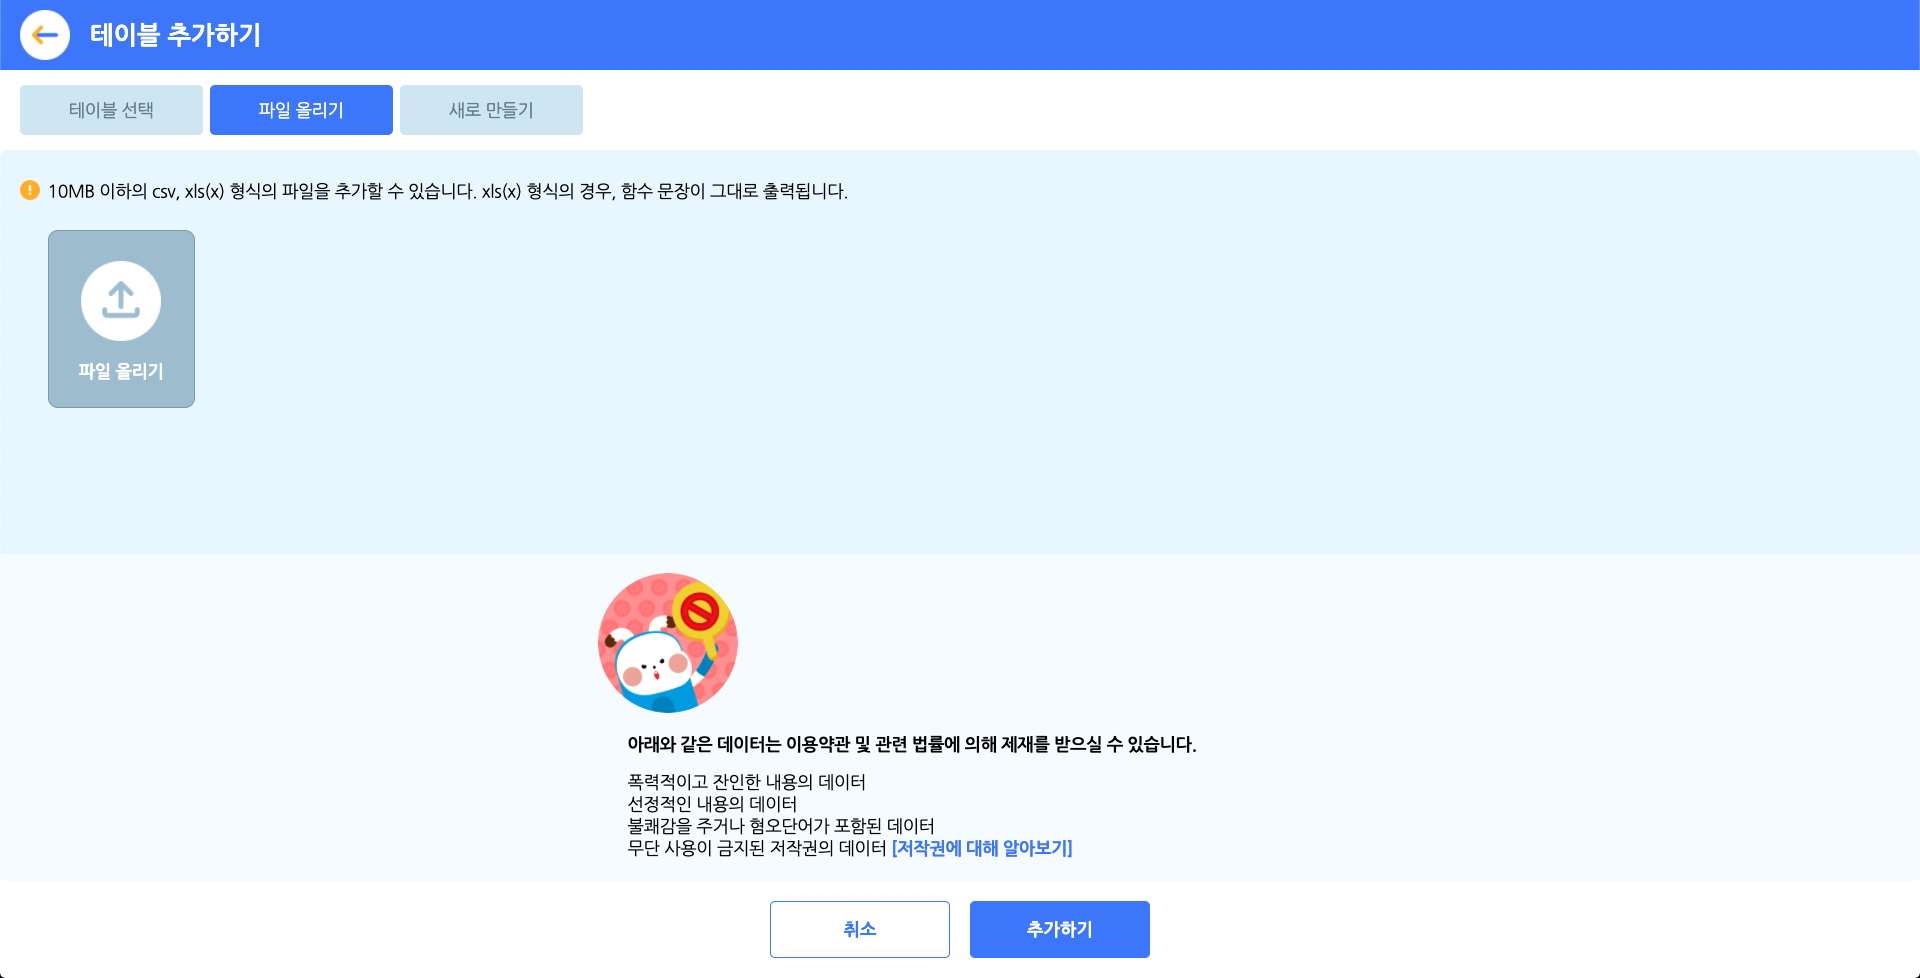 테이블 추가하기
테이블 선택
파일 올리기
새로 만들기
10MB 이하의 csv, xls(x) 형식의 파일을 추가할 수 있습니다. xls(x) 형식의 경우, 함수 문장이 그대로 출력됩니다.
파일 올리기
아래와 같은 데이터는 이용약관 및 관련 법률에 의해 제재를 받으실 수 있습니다.
폭력적이고 잔인한 내용의 데이터
선정적인 내용의 데이터
불쾌감을 주거나 혐오단어가 포함된 데이터
무단 사용이 금지된 저작권의 데이터 [저작권에 대해 알아보기]
취소
추가하기